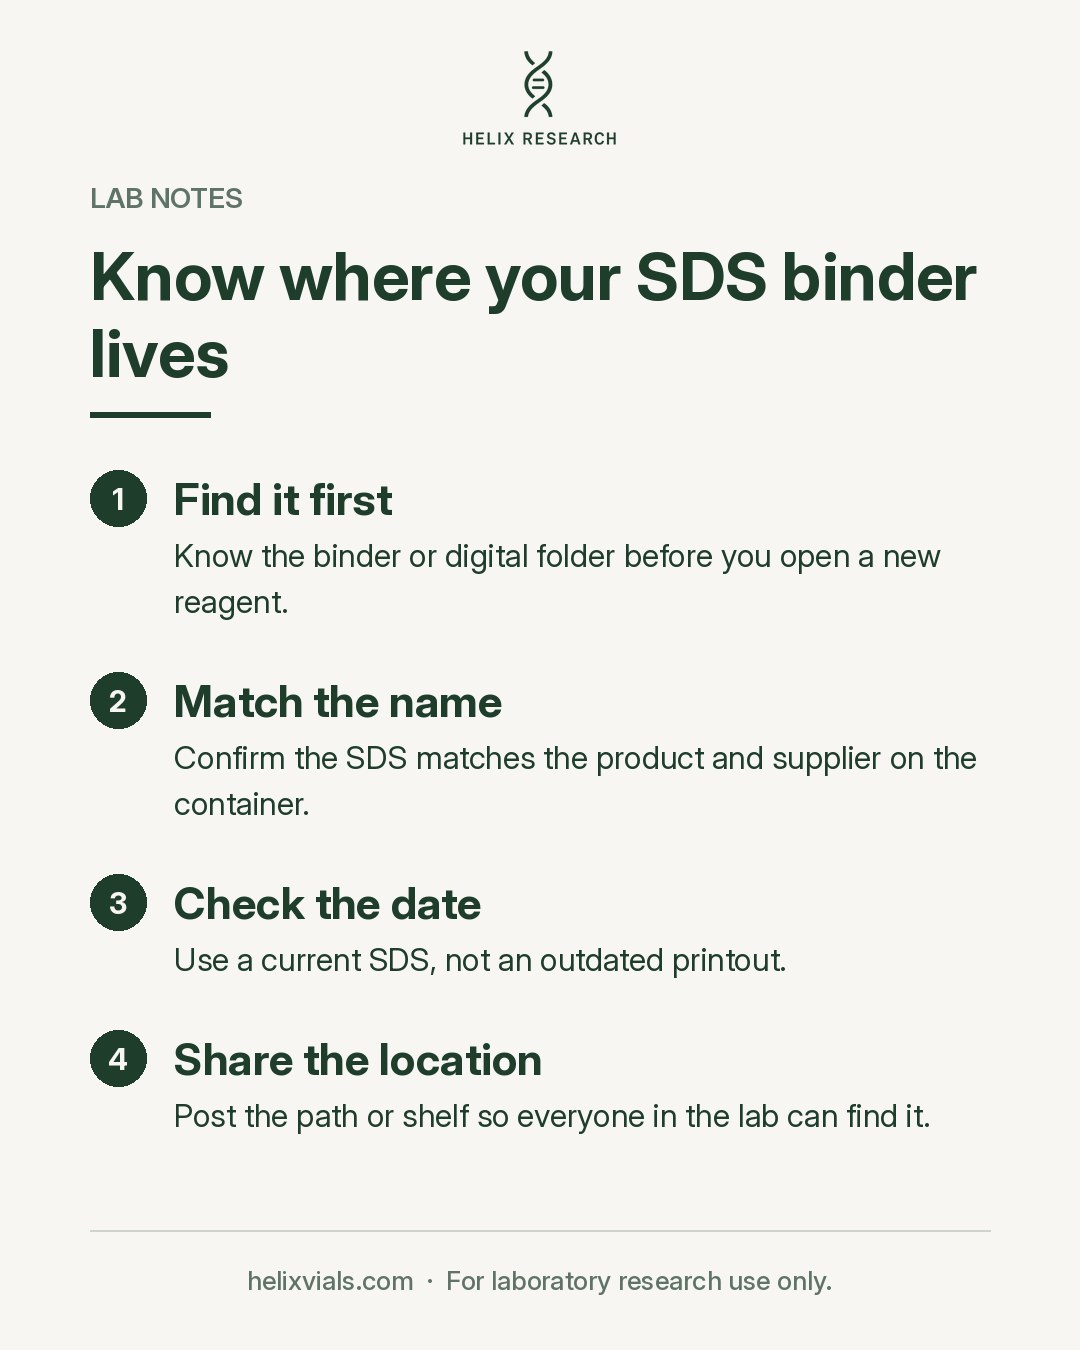 HELIX RESEARCH
LAB NOTES
Know where your SDS binder
lives
1 Find it first
Know the binder or digital folder before you open a new
reagent.
2 Match the name
Confirm the SDS matches the product and supplier on the
container.
3 Check the date
Use a current SDS, not an outdated printout.
4 Share the location
Post the path or shelf so everyone in the lab can find it.
helixvials.com · For laboratory research use only.